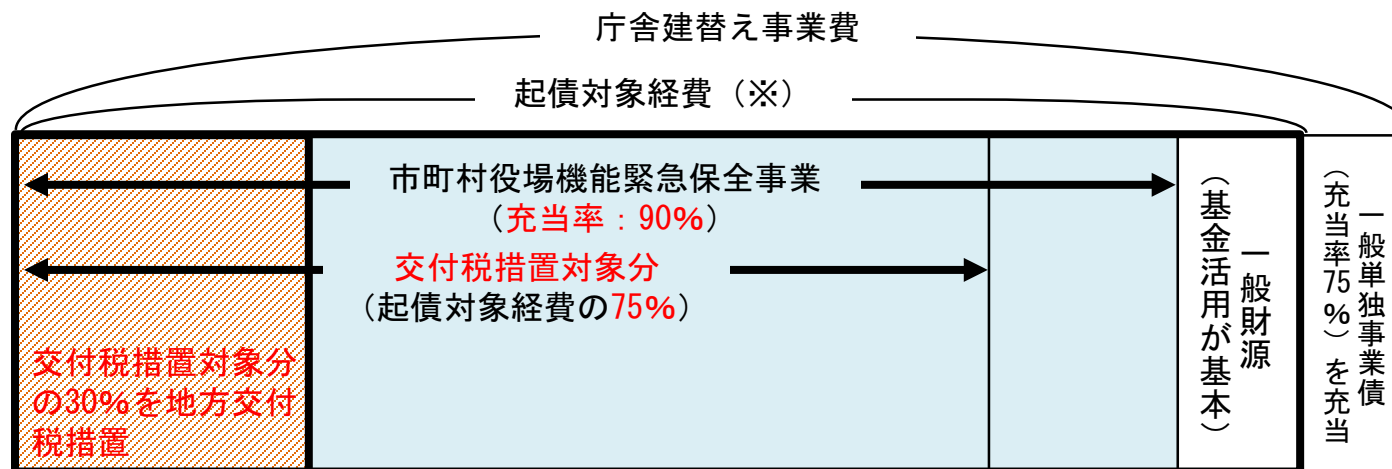 庁舎建替え事業費
起債対象経費（※）
市町村役場機能緊急保全事業
（充当率：90%）
交付税措置対象分
（起債対象経費の75%）
交付税措置対象分
の30%を地方交付
税措置
一般財源
（基金活用が基本）
一般単独事業債
（充当率75%）を充当